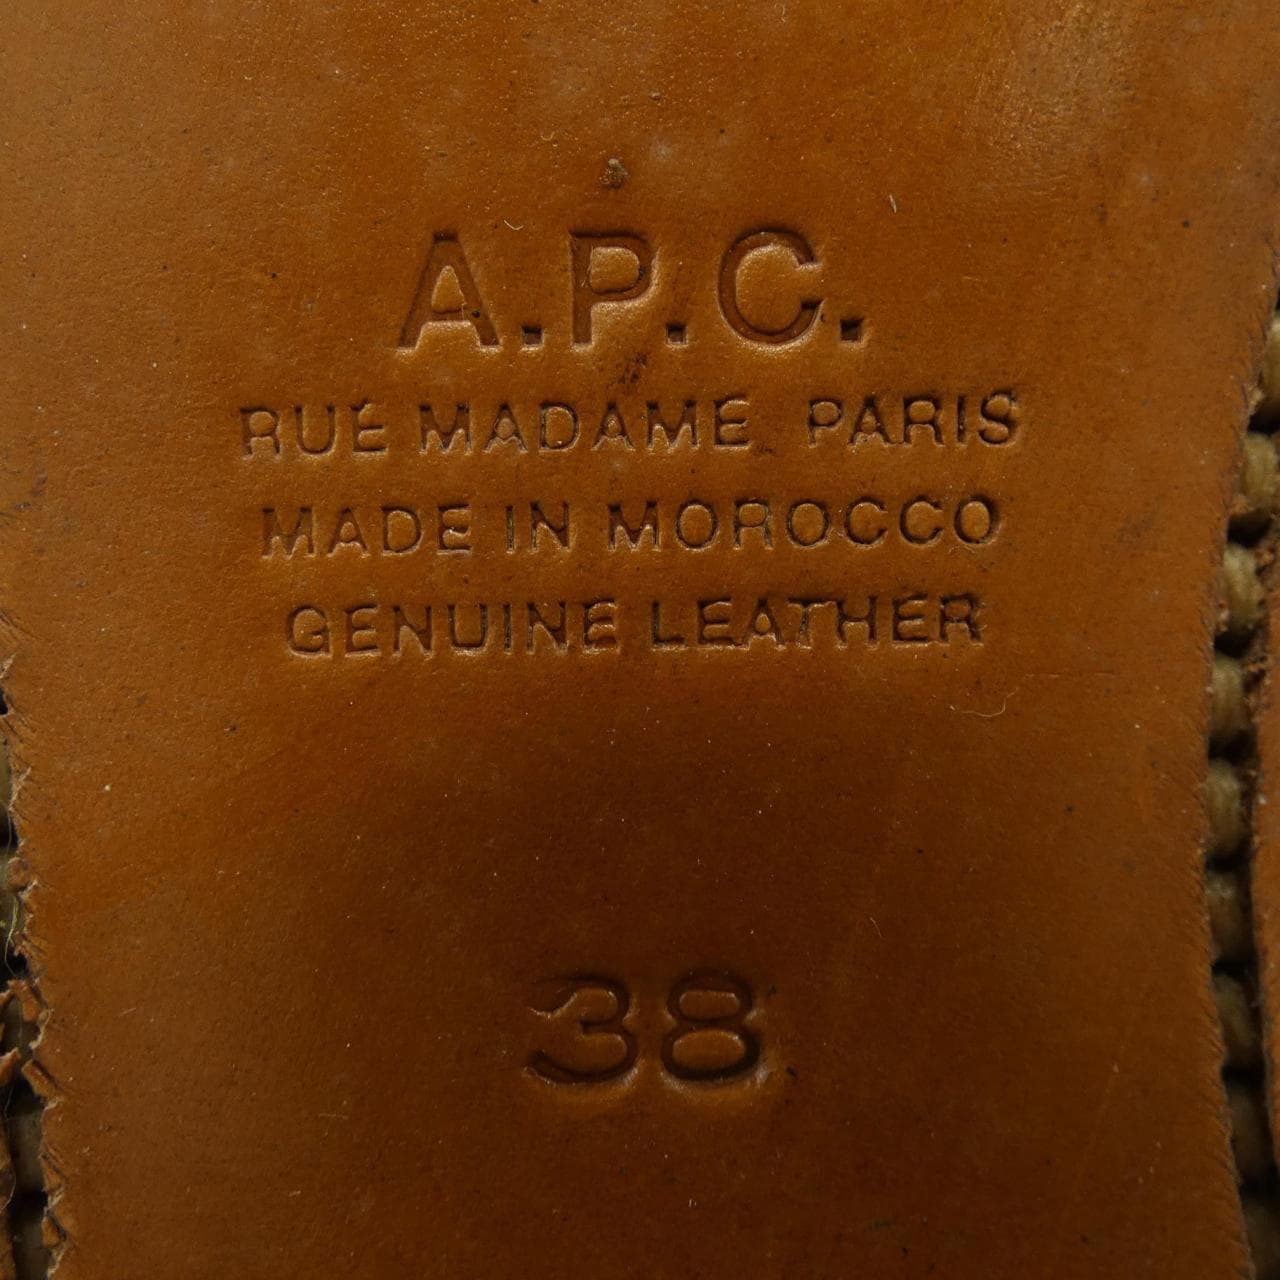 A.P.C.
RUE MADAME PARIS
MADE IN MOROCCO
GENUINE LEATHER
38